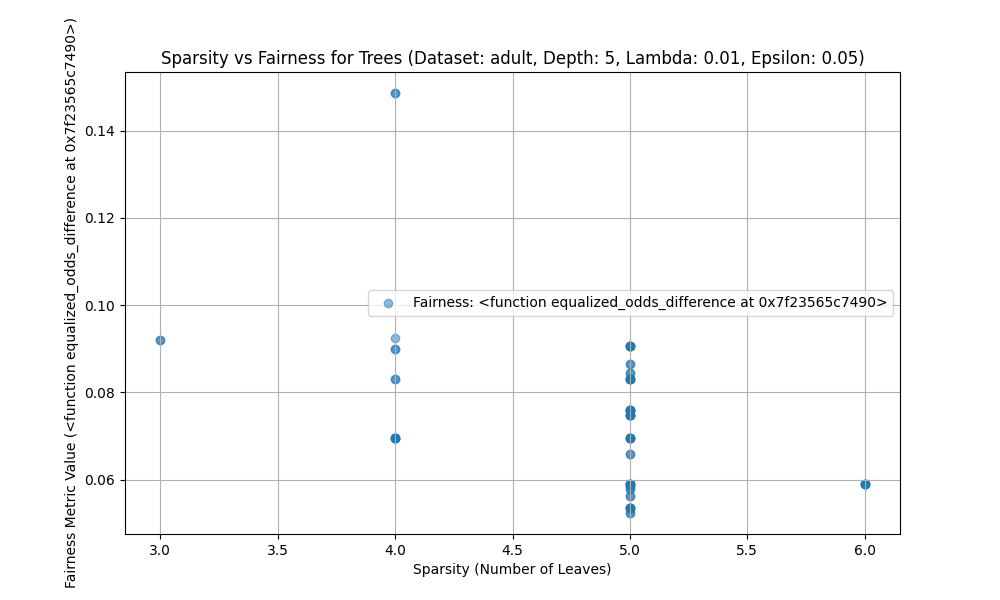 Sparsity vs Fairness for Trees (Dataset: adult, Depth: 5, Lambda: 0.01, Epsilon: 0.05)
Fairness Metric Value (<function equalized_odds_difference at 0x7f23565c7490>)
0.14
0.12
0.10
0.08
0.06
Fairness: <function equalized_odds_difference at 0x7f23565c7490>
3.0 3.5 4.0 4.5 5.0 5.5 6.0
Sparsity (Number of Leaves)